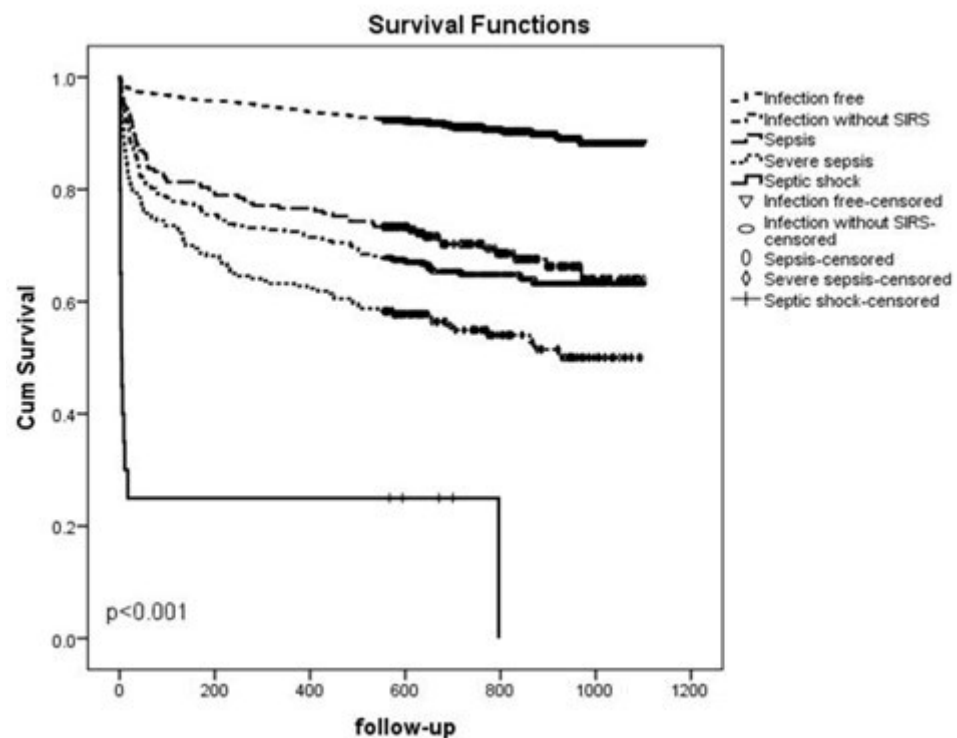 Survival Functions
1.0
0.8
0.6
0.4
0.2
0.0
Cum Survival
p<0.001
0 200 400 600 800 1000 1200
follow-up
Infection free
Infection without SIRS
Sepsis
Severe sepsis
Septic shock
Infection free-censored
Infection without SIRS-
censored
Sepsis-censored
Severe sepsis-censored
Septic shock-censored